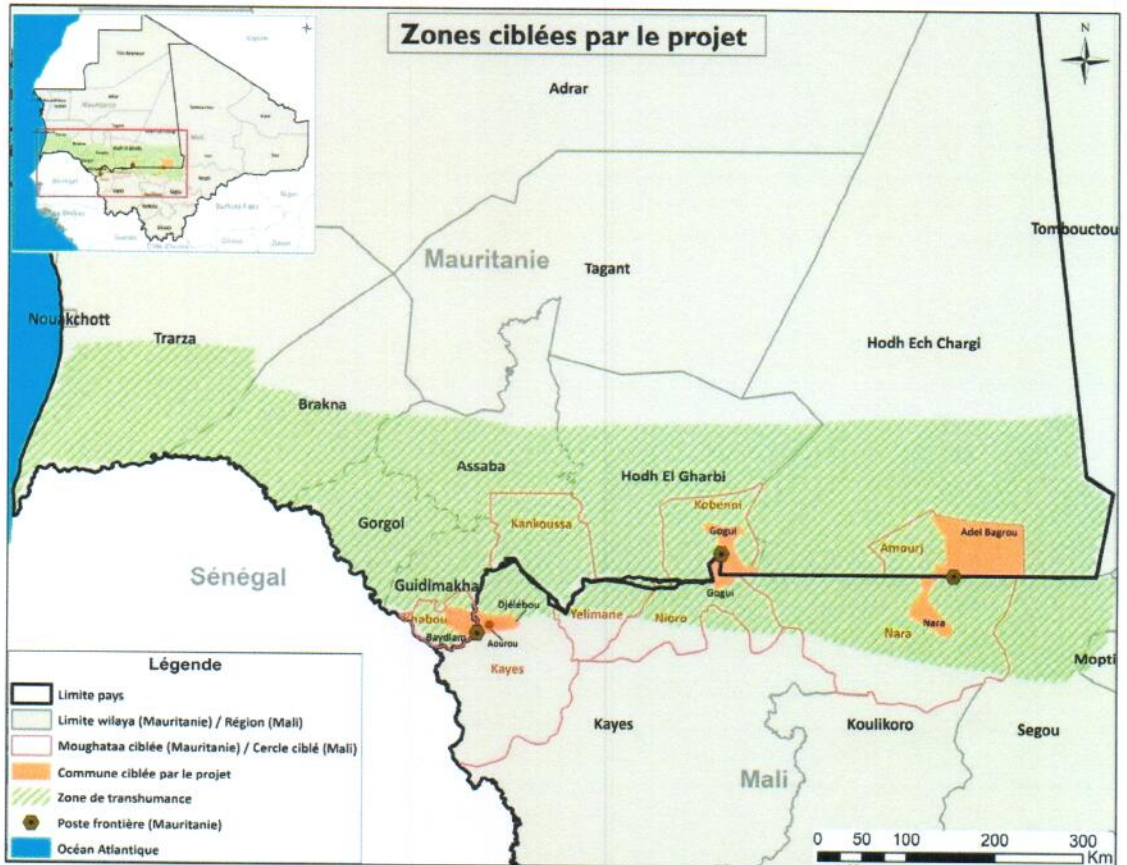 Zones ciblées par le projet
N
Adrar
Tombouctou
Mauritanie
Tagant
Nouakchott
Trarza
Hodh Ech Chargi
Brakna
Assaba
Hodh El Gharbi
Kobenni
Gorgol
Kankoussa
Gogui
Adel Bagrou
Amourj
Sénégal
Guidimakha
Gogui
Djélébou
Khabou
Yelimane
Nioro
Nara
Baydiam
Aourou
Nara
Kayes
Mopti
Kayes
Koulikoro
Segou
Mali
Légende
Limite pays
Limite wilaya (Mauritanie) / Région (Mali)
Moughataa ciblée (Mauritanie) / Cercle ciblé (Mali)
Commune ciblée par le projet
Zone de transhumance
Poste frontière (Mauritanie)
Océan Atlantique
0 50 100 200 300
Km